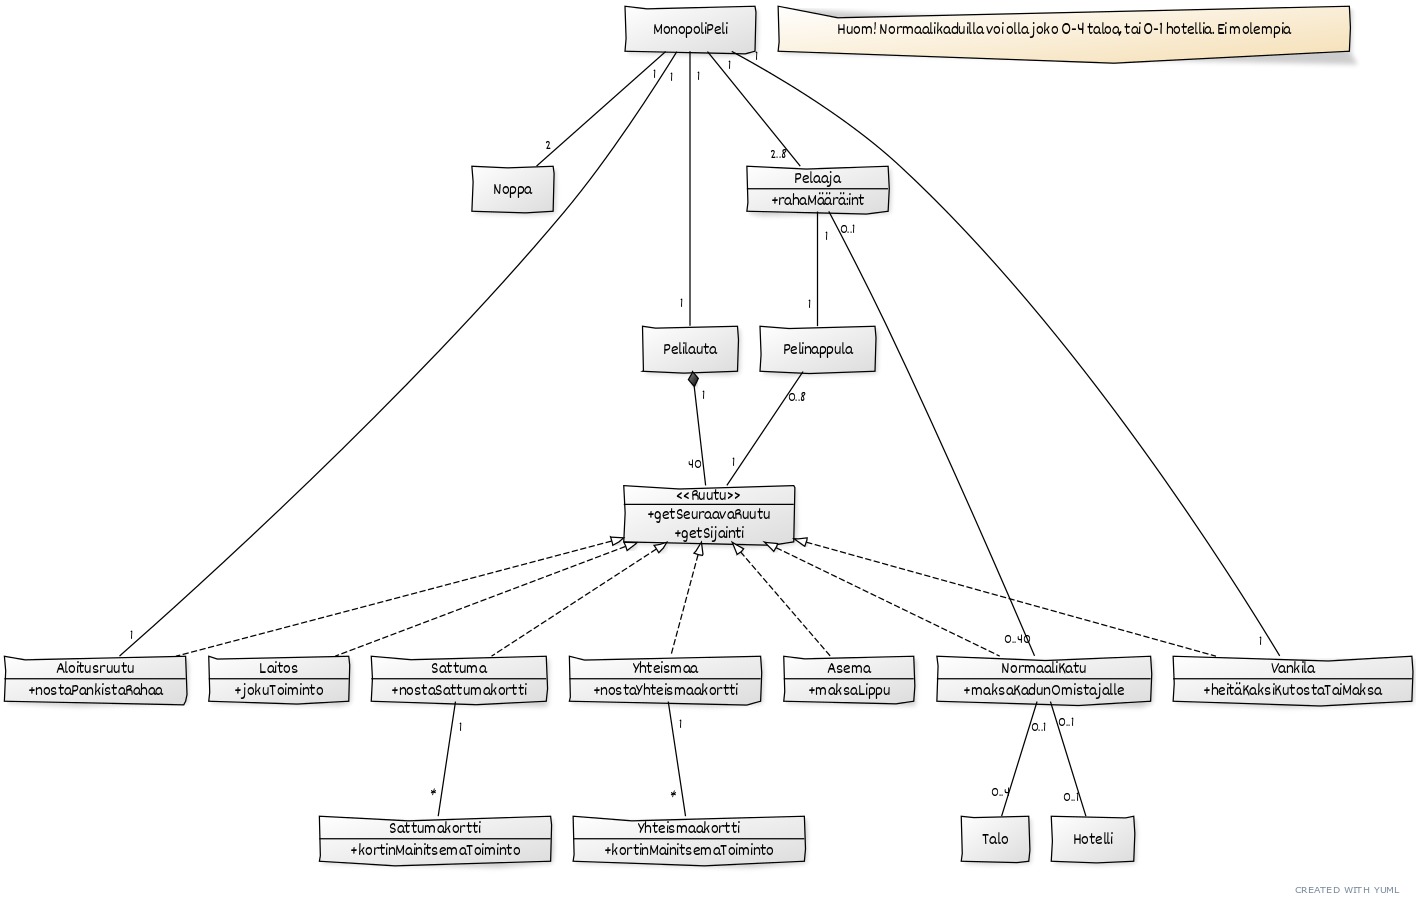 MonopoliPeli
Huom! Normaalikaduilla voi olla joko 0-4 taloa, tai 0-1 hotellia. Ei molempia
1
1
1
1
1
2
2..8
Noppa
Pelaaja
+rahaMäärä:int
1
0..1
1
1
Pelilauta
Pelinappula
1
0..8
40
1
<<Ruutu>>
+getSeuraavaRuutu
+getSijainti
1
0..40
1
Aloitusruutu
+nostaPankistaRahaa
Laitos
+jokuToiminto
Sattuma
+nostaSattumakortti
Yhteismaa
+nostaYhteismaakortti
Asema
+maksaLippu
NormaaliKatu
+maksaKadunOmistajalle
Vankila
+heitäKaksiKutostaTaiMaksa
1
1
0..1
0..1
*
*
0..4
0..1
Sattumakortti
+kortinMainitsemaToiminto
Yhteismaakortti
+kortinMainitsemaToiminto
Talo
Hotelli
CREATED WITH YUML